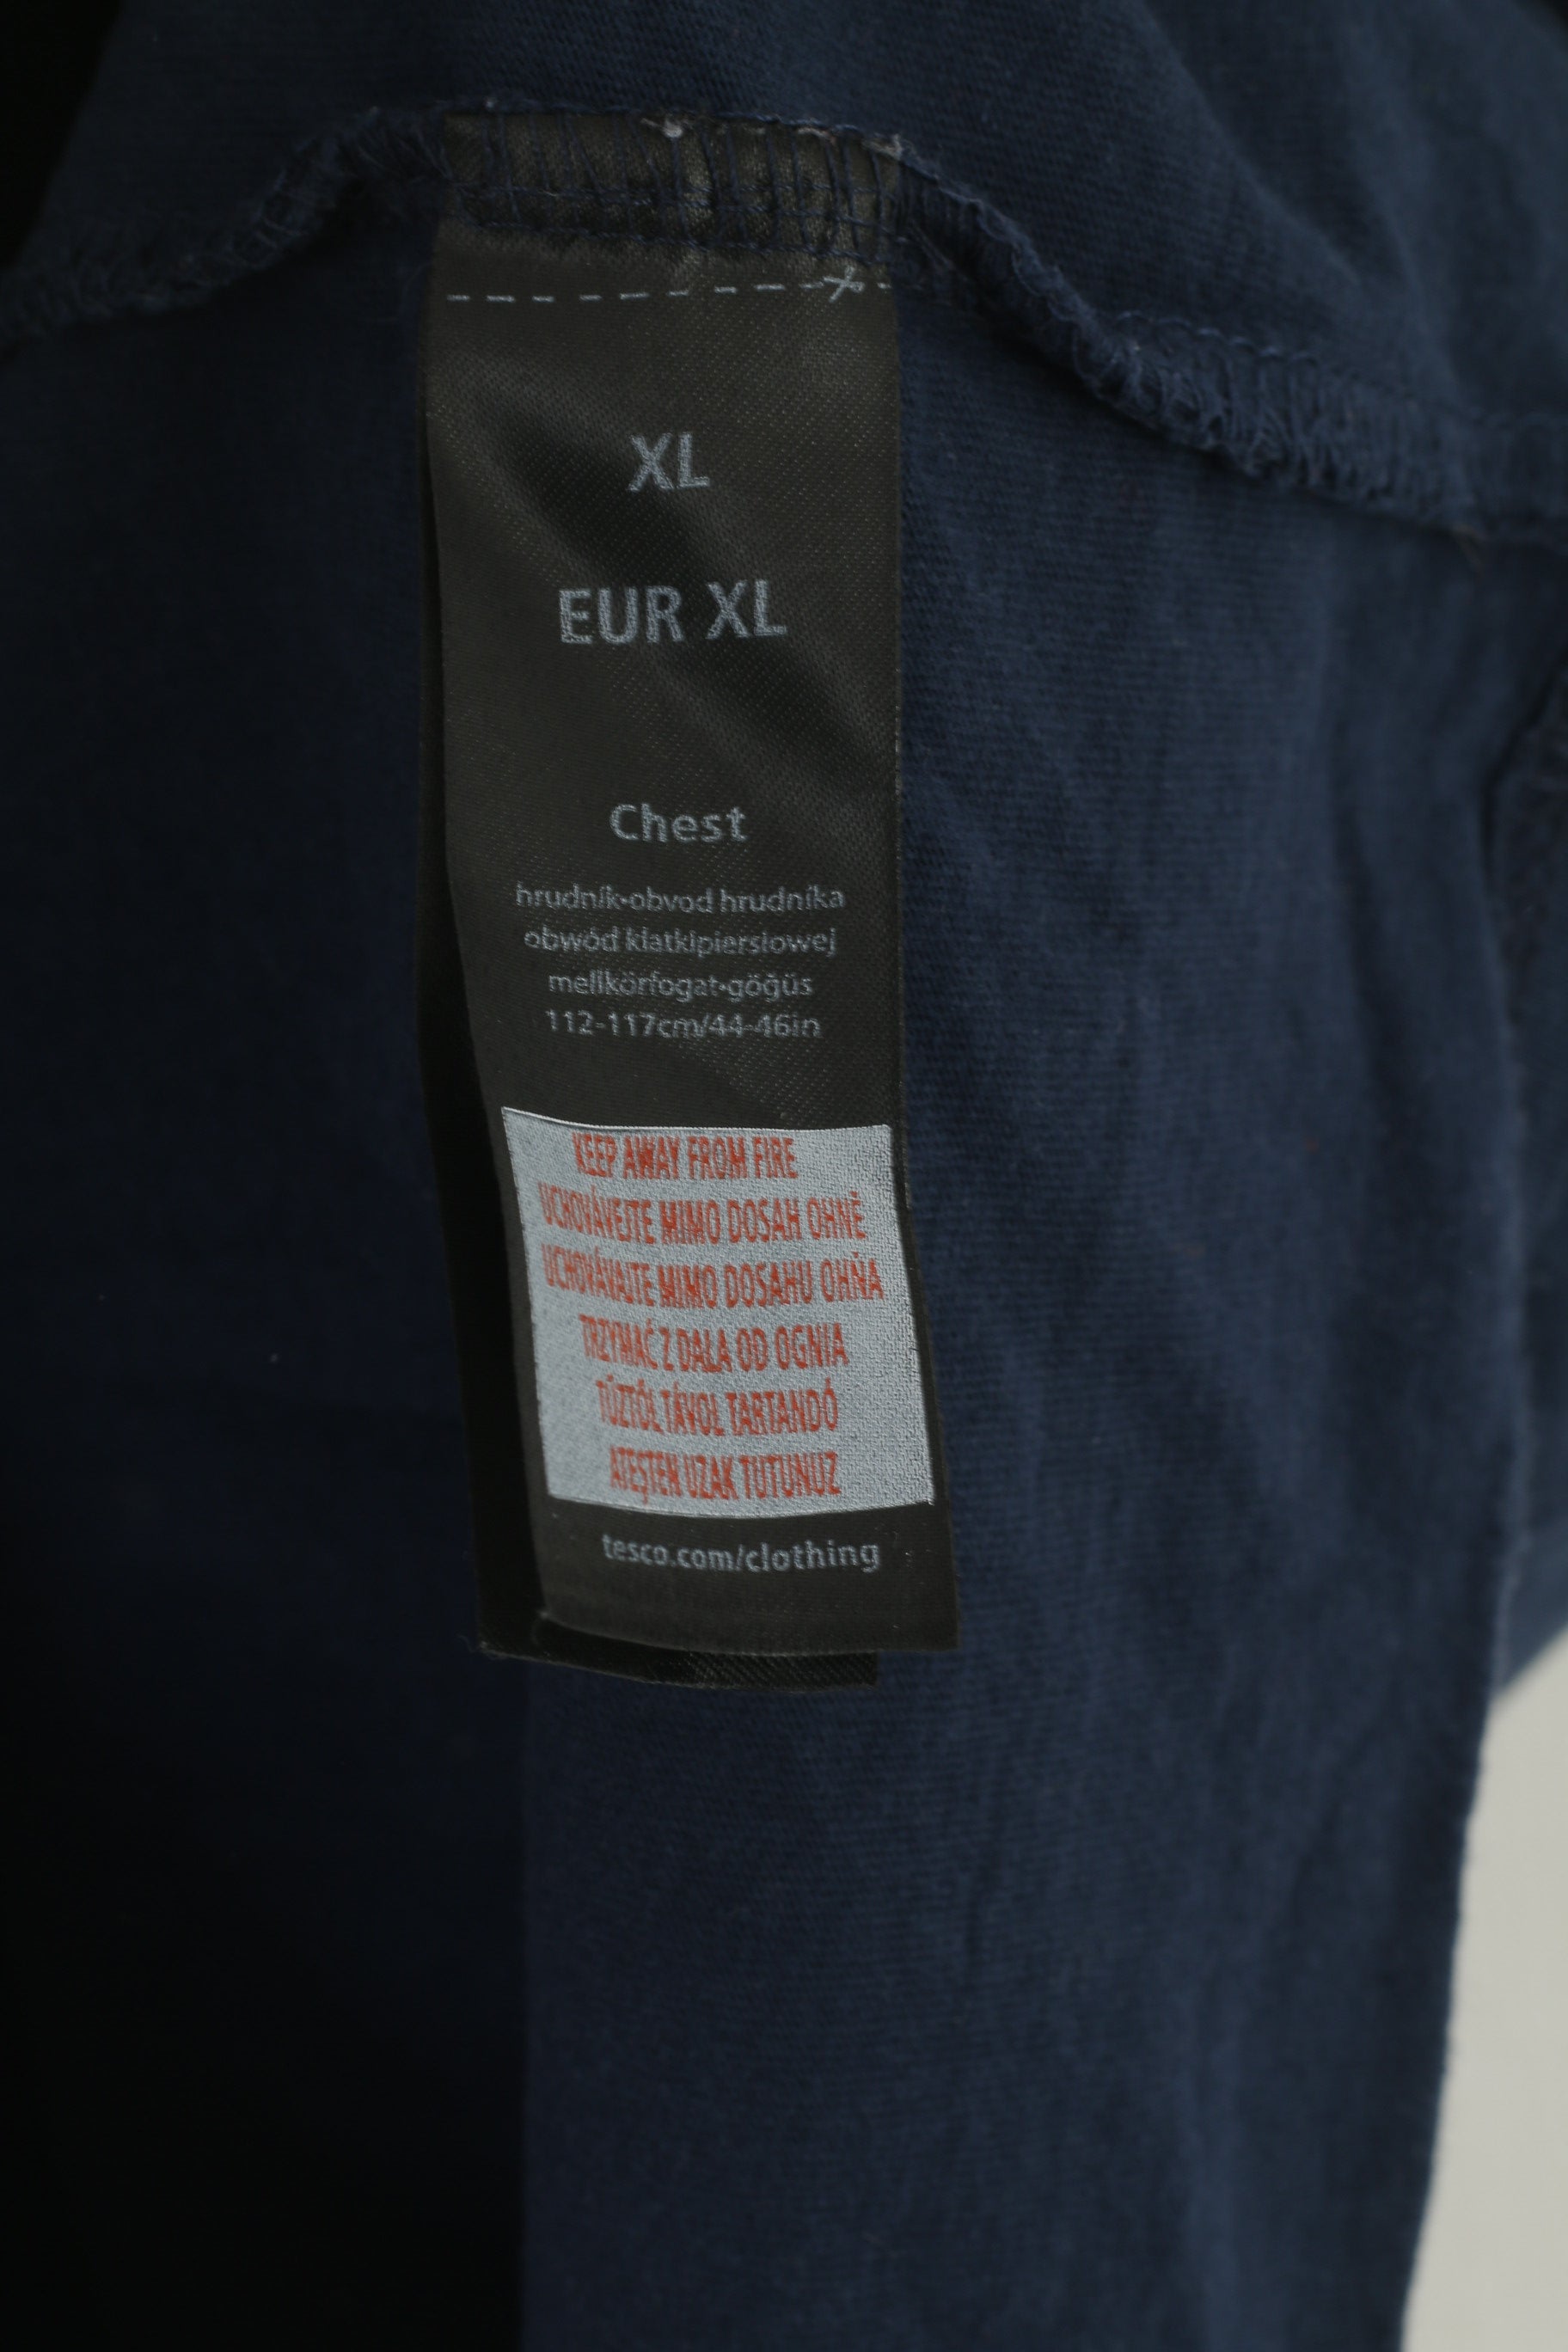 XL
EUR XL
Chest
hrudník•obvod hrudníka
obwód klatkipiersiowej
mellkörfogat•göğüs
112-117cm/44-46in
KEEP AWAY FROM FIRE
UCHOVÁVEJTE MIMO DOSAH OHNĚ
UCHOVÁVAJTE MIMO DOSAHU OHŇA
TRZYMAĆ Z DALA OD OGNIA
TŰZTŐL TÁVOL TARTANDÓ
ATEŞTEN UZAK TUTUNUZ
tesco.com/clothing